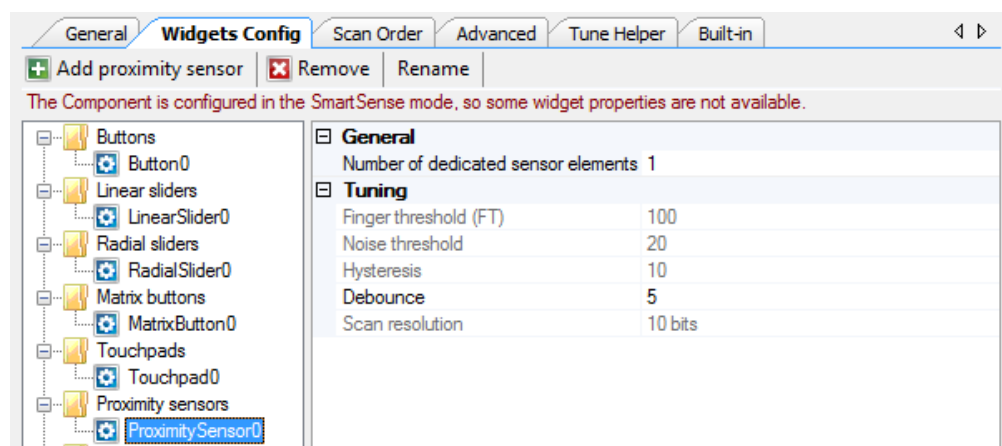 General Widgets Config Scan Order Advanced Tune Helper Built-in
Add proximity sensor Remove Rename
The Component is configured in the SmartSense mode, so some widget properties are not available.
Buttons
Button0
Linear sliders
LinearSlider0
Radial sliders
RadialSlider0
Matrix buttons
MatrixButton0
Touchpads
Touchpad0
Proximity sensors
ProximitySensor0
General
Number of dedicated sensor elements 1
Tuning
Finger threshold (FT) 100
Noise threshold 20
Hysteresis 10
Debounce 5
Scan resolution 10 bits